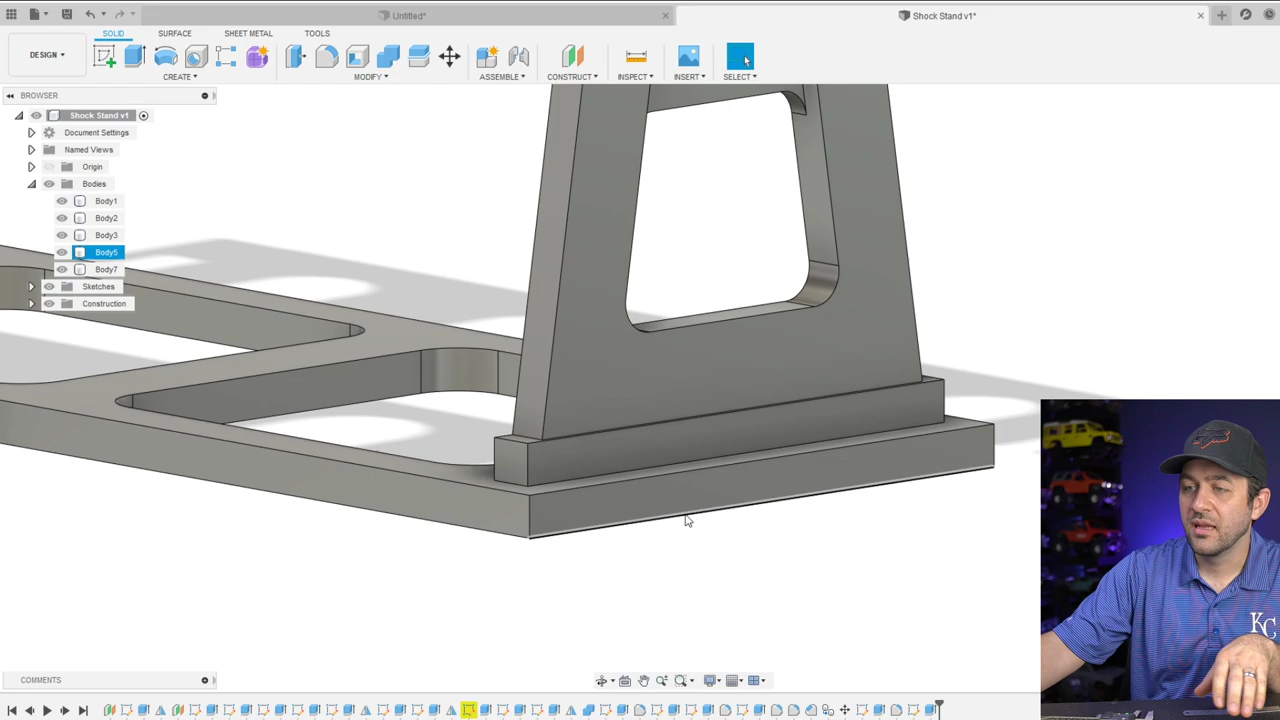 Untitled*
Shock Stand v1*
SOLID SURFACE SHEET METAL TOOLS
DESIGN
CREATE MODIFY ASSEMBLE CONSTRUCT INSPECT INSERT SELECT
BROWSER
Shock Stand v1
Document Settings
Named Views
Origin
Bodies
Body1
Body2
Body3
Body5
Body7
Sketches
Construction
KC
COMMENTS